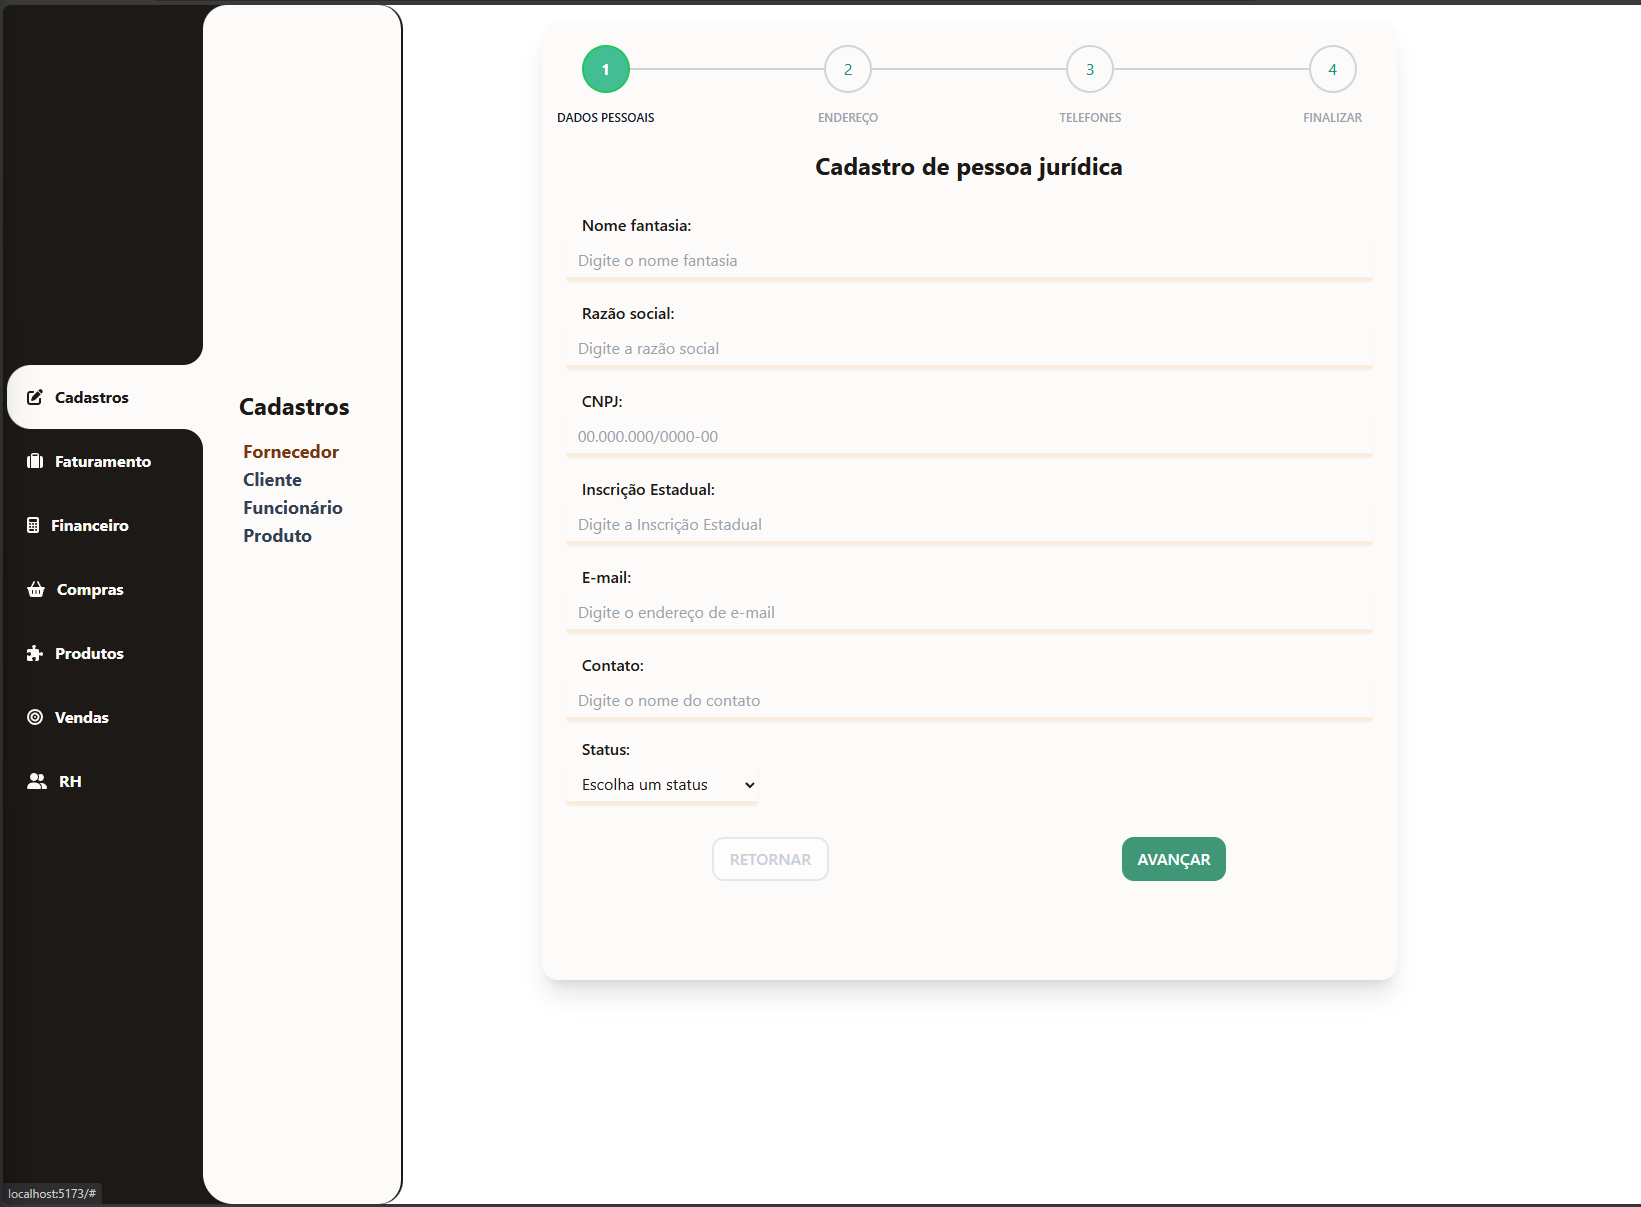 Cadastros
Faturamento
Financeiro
Compras
Produtos
Vendas
RH
Cadastros
Fornecedor
Cliente
Funcionário
Produto
1
2
3
4
DADOS PESSOAIS
ENDEREÇO
TELEFONES
FINALIZAR
Cadastro de pessoa jurídica
Nome fantasia:
Digite o nome fantasia
Razão social:
Digite a razão social
CNPJ:
00.000.000/0000-00
Inscrição Estadual:
Digite a Inscrição Estadual
E-mail:
Digite o endereço de e-mail
Contato:
Digite o nome do contato
Status:
Escolha um status
RETORNAR
AVANÇAR
localhost:5173/#